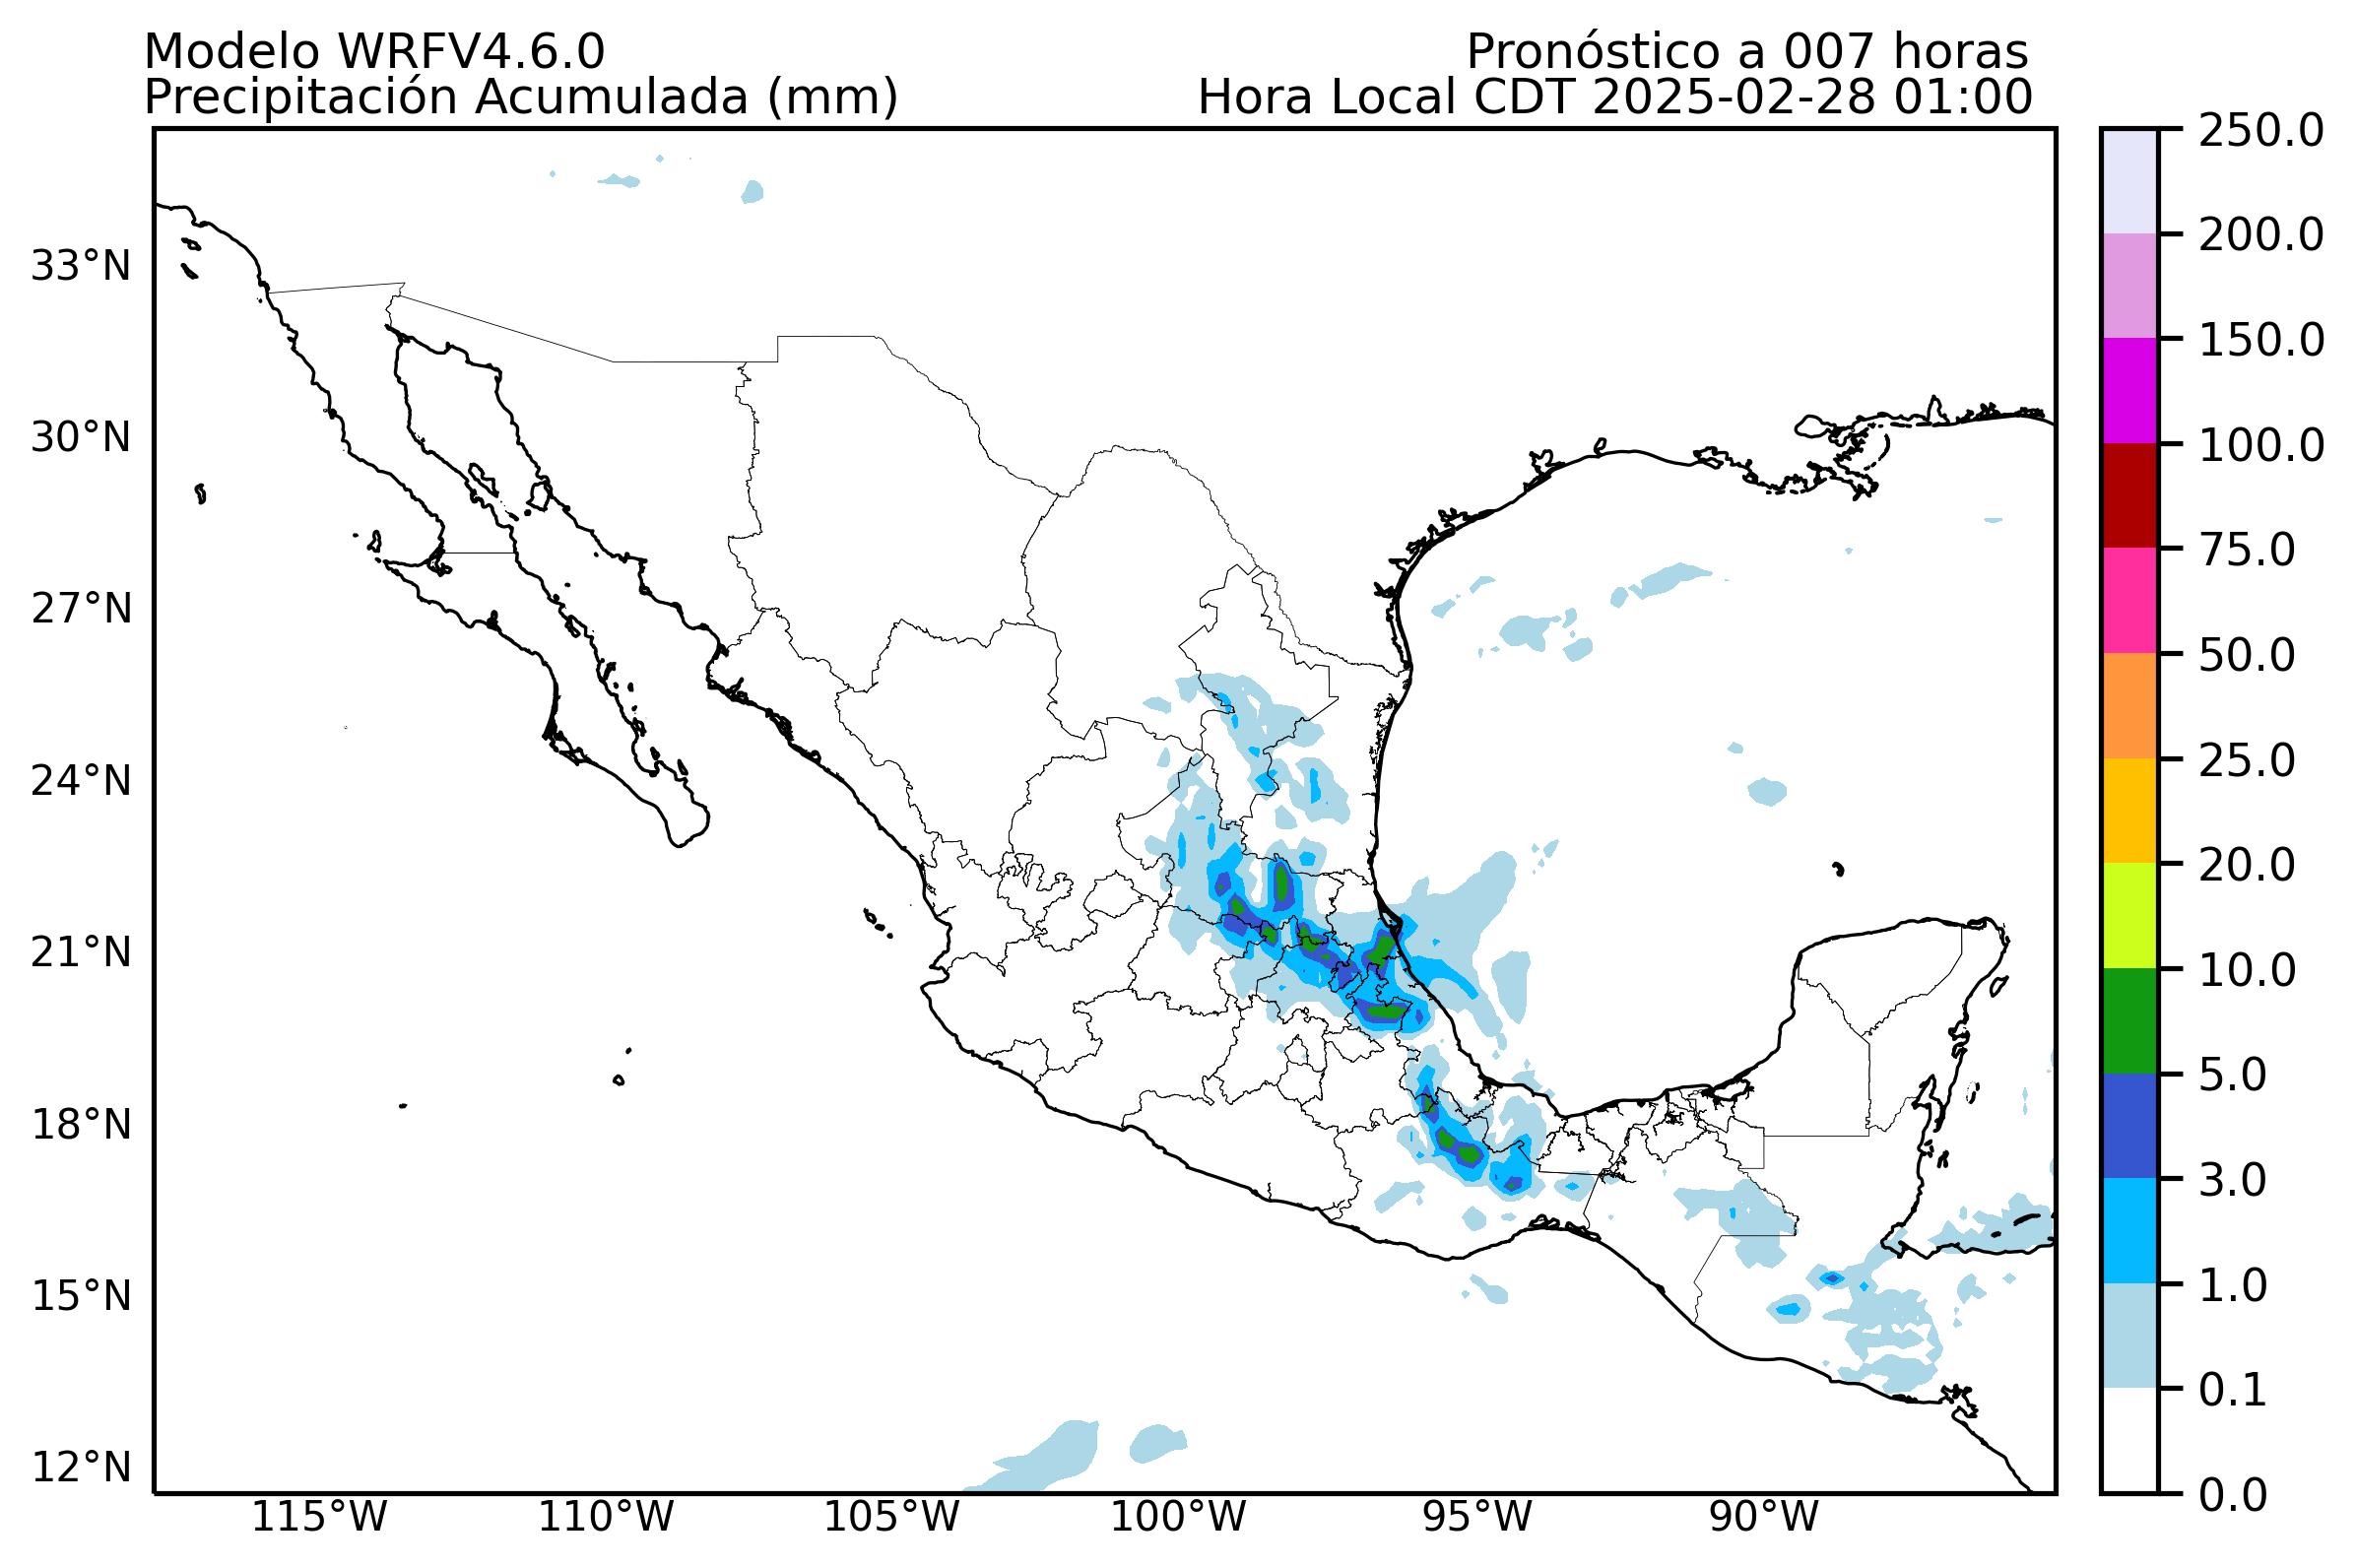 Modelo WRFV4.6.0
Pronóstico a 007 horas
Precipitación Acumulada (mm)
Hora Local CDT 2025-02-28 01:00
33°N
30°N
27°N
24°N
21°N
18°N
15°N
12°N
115°W
110°W
105°W
100°W
95°W
90°W
250.0
200.0
150.0
100.0
75.0
50.0
25.0
20.0
10.0
5.0
3.0
1.0
0.1
0.0